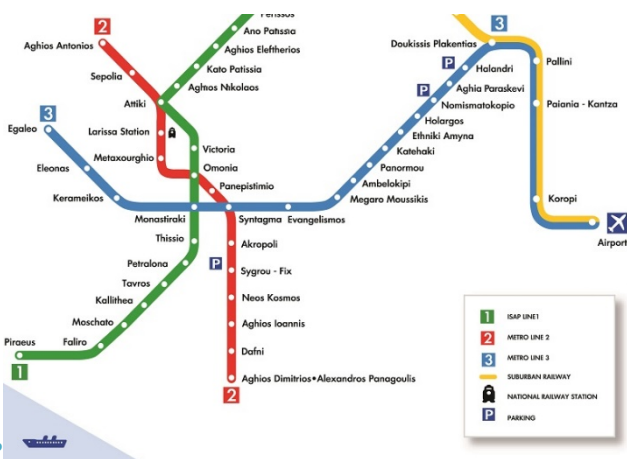 Perissos
2
Ano Patissia
Aghios Antonios
Aghios Eleftherios
Doukissis Plakentias
3
Sepolia
Kato Patissia
P
Halandri
Pallini
Aghios Nikolaos
Aghia Paraskevi
Attiki
P
Nomismatokopio
Paiania - Kantza
3
Holargos
Egaleo
Larissa Station
Ethniki Amyna
Victoria
Katehaki
Metaxourghio
Omonia
Panormou
Eleonas
Panepistimio
Ambelokipi
Kerameikos
Megaro Moussikis
Koropi
Monastiraki
Syntagma
Evangelismos
Thissio
Akropoli
Airport
Petralona
P
Sygrou - Fix
Tavros
Neos Kosmos
Kallithea
Moschato
Aghios Ioannis
Piraeus
Faliro
Dafni
1
Aghios Dimitrios•Alexandros Panagoulis
2
1 ISAP LINE1
2 METRO LINE 2
3 METRO LINE 3
SUBURBAN RAILWAY
NATIONAL RAILWAY STATION
P PARKING